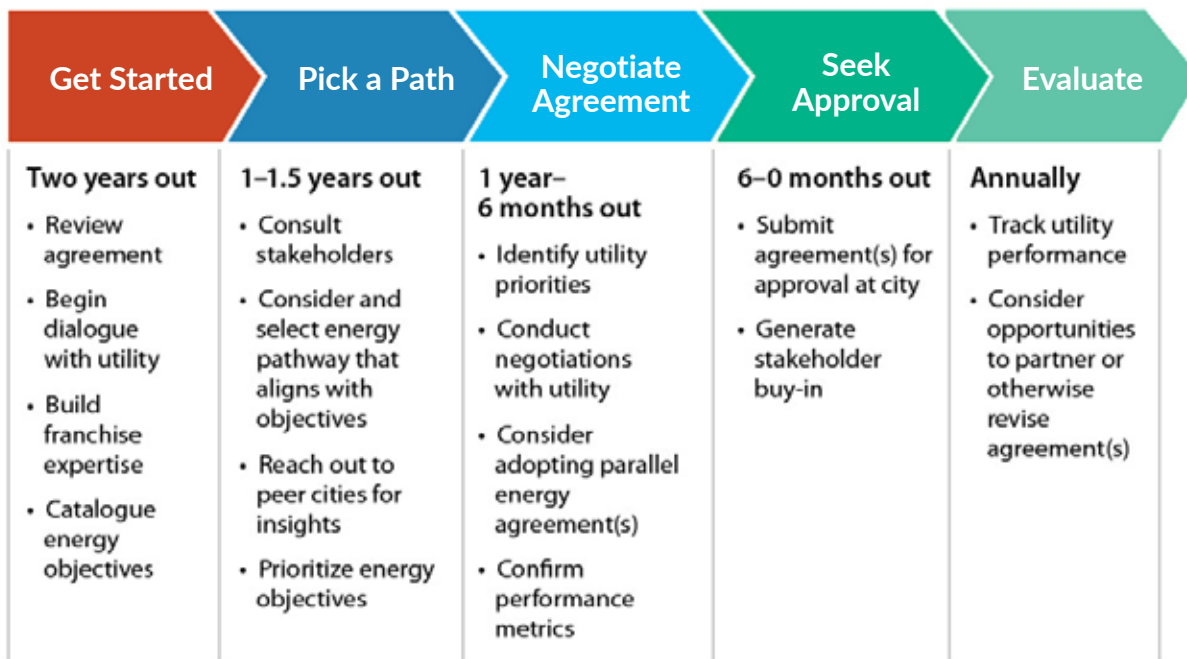 Get Started
Pick a Path
Negotiate
Agreement
Seek
Approval
Evaluate
Two years out
• Review
agreement
• Begin
dialogue
with utility
• Build
franchise
expertise
• Catalogue
energy
objectives
1–1.5 years out
• Consult
stakeholders
• Consider and
select energy
pathway that
aligns with
objectives
• Reach out to
peer cities for
insights
• Prioritize energy
objectives
1 year–
6 months out
• Identify utility
priorities
• Conduct
negotiations
with utility
• Consider
adopting parallel
energy
agreement(s)
• Confirm
performance
metrics
6–0 months out
• Submit
agreement(s) for
approval at city
• Generate
stakeholder
buy-in
Annually
• Track utility
performance
• Consider
opportunities
to partner or
otherwise
revise
agreement(s)